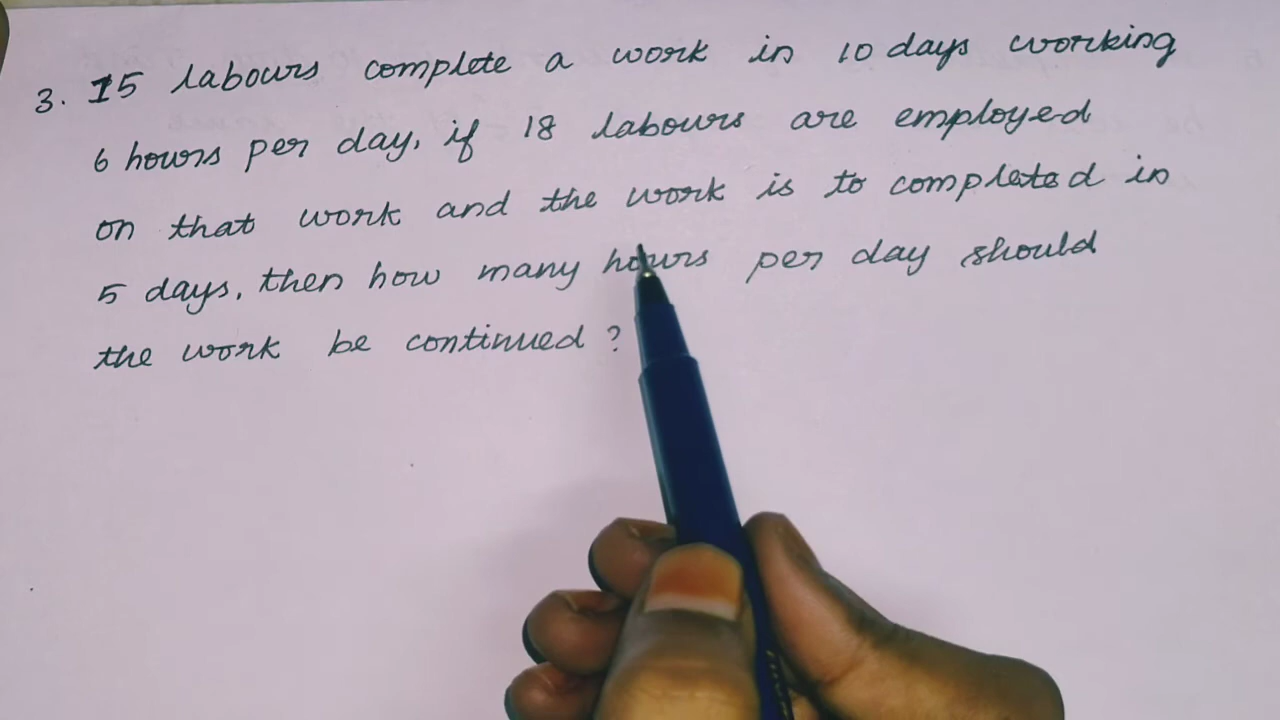 3. 15 labours complete a work in 10 days working
6 hours per day, if 18 labours are employed
on that work and the work is to completed in
5 days, then how many hours per day should
the work be continued?